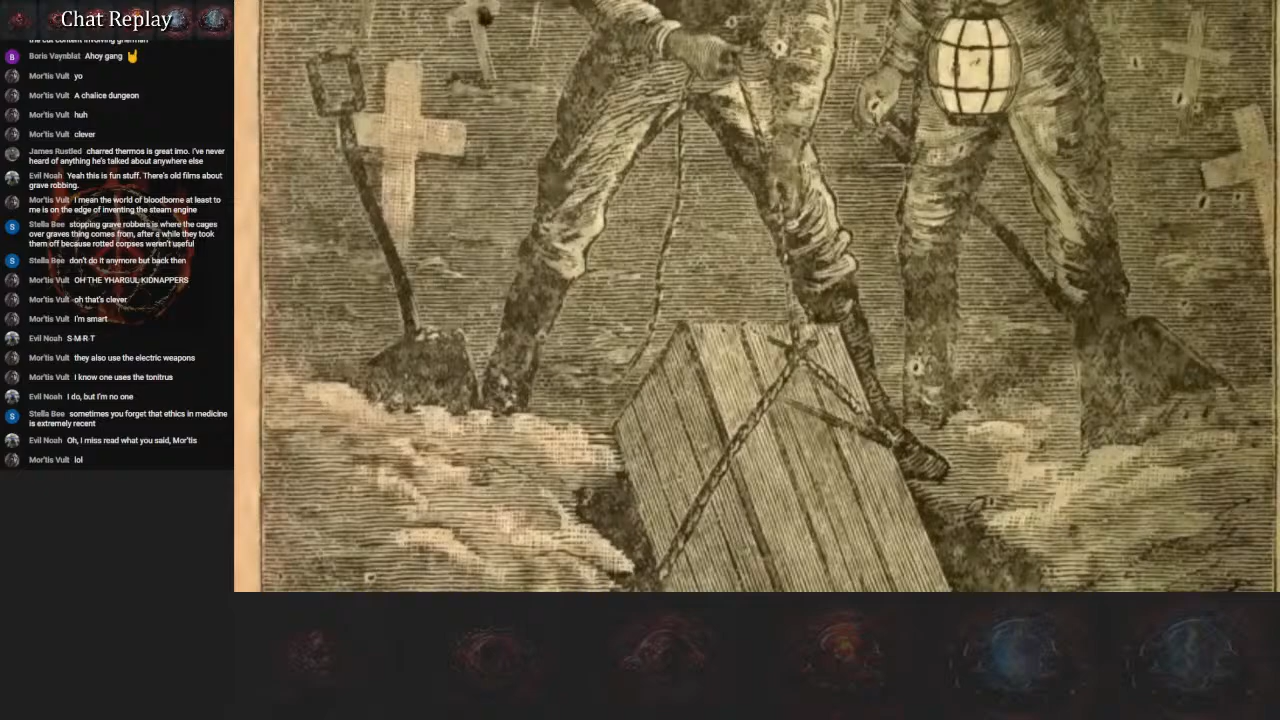 Chat Replay
the cut content involving gherman
B Boris Vaynblat Ahoy gang 🤘
Mor'tis Vult yo
Mor'tis Vult A chalice dungeon
Mor'tis Vult huh
Mor'tis Vult clever
James Rustled charred thermos is great imo. I've never
heard of anything he's talked about anywhere else
Evil Noah Yeah this is fun stuff. There's old films about
grave robbing.
Mor'tis Vult I mean the world of bloodborne at least to
me is on the edge of inventing the steam engine
S Stella Bee stopping grave robbers is where the cages
over graves thing comes from, after a while they took
them off because rotted corpses weren't useful
S Stella Bee don't do it anymore but back then
Mor'tis Vult OH THE YHARGUL KIDNAPPERS
Mor'tis Vult oh that's clever
Mor'tis Vult I'm smart
Evil Noah S-M-R-T
Mor'tis Vult they also use the electric weapons
Mor'tis Vult I know one uses the tonitrus
Evil Noah I do, but I'm no one
S Stella Bee sometimes you forget that ethics in medicine
is extremely recent
Evil Noah Oh, I miss read what you said, Mor'tis
Mor'tis Vult lol